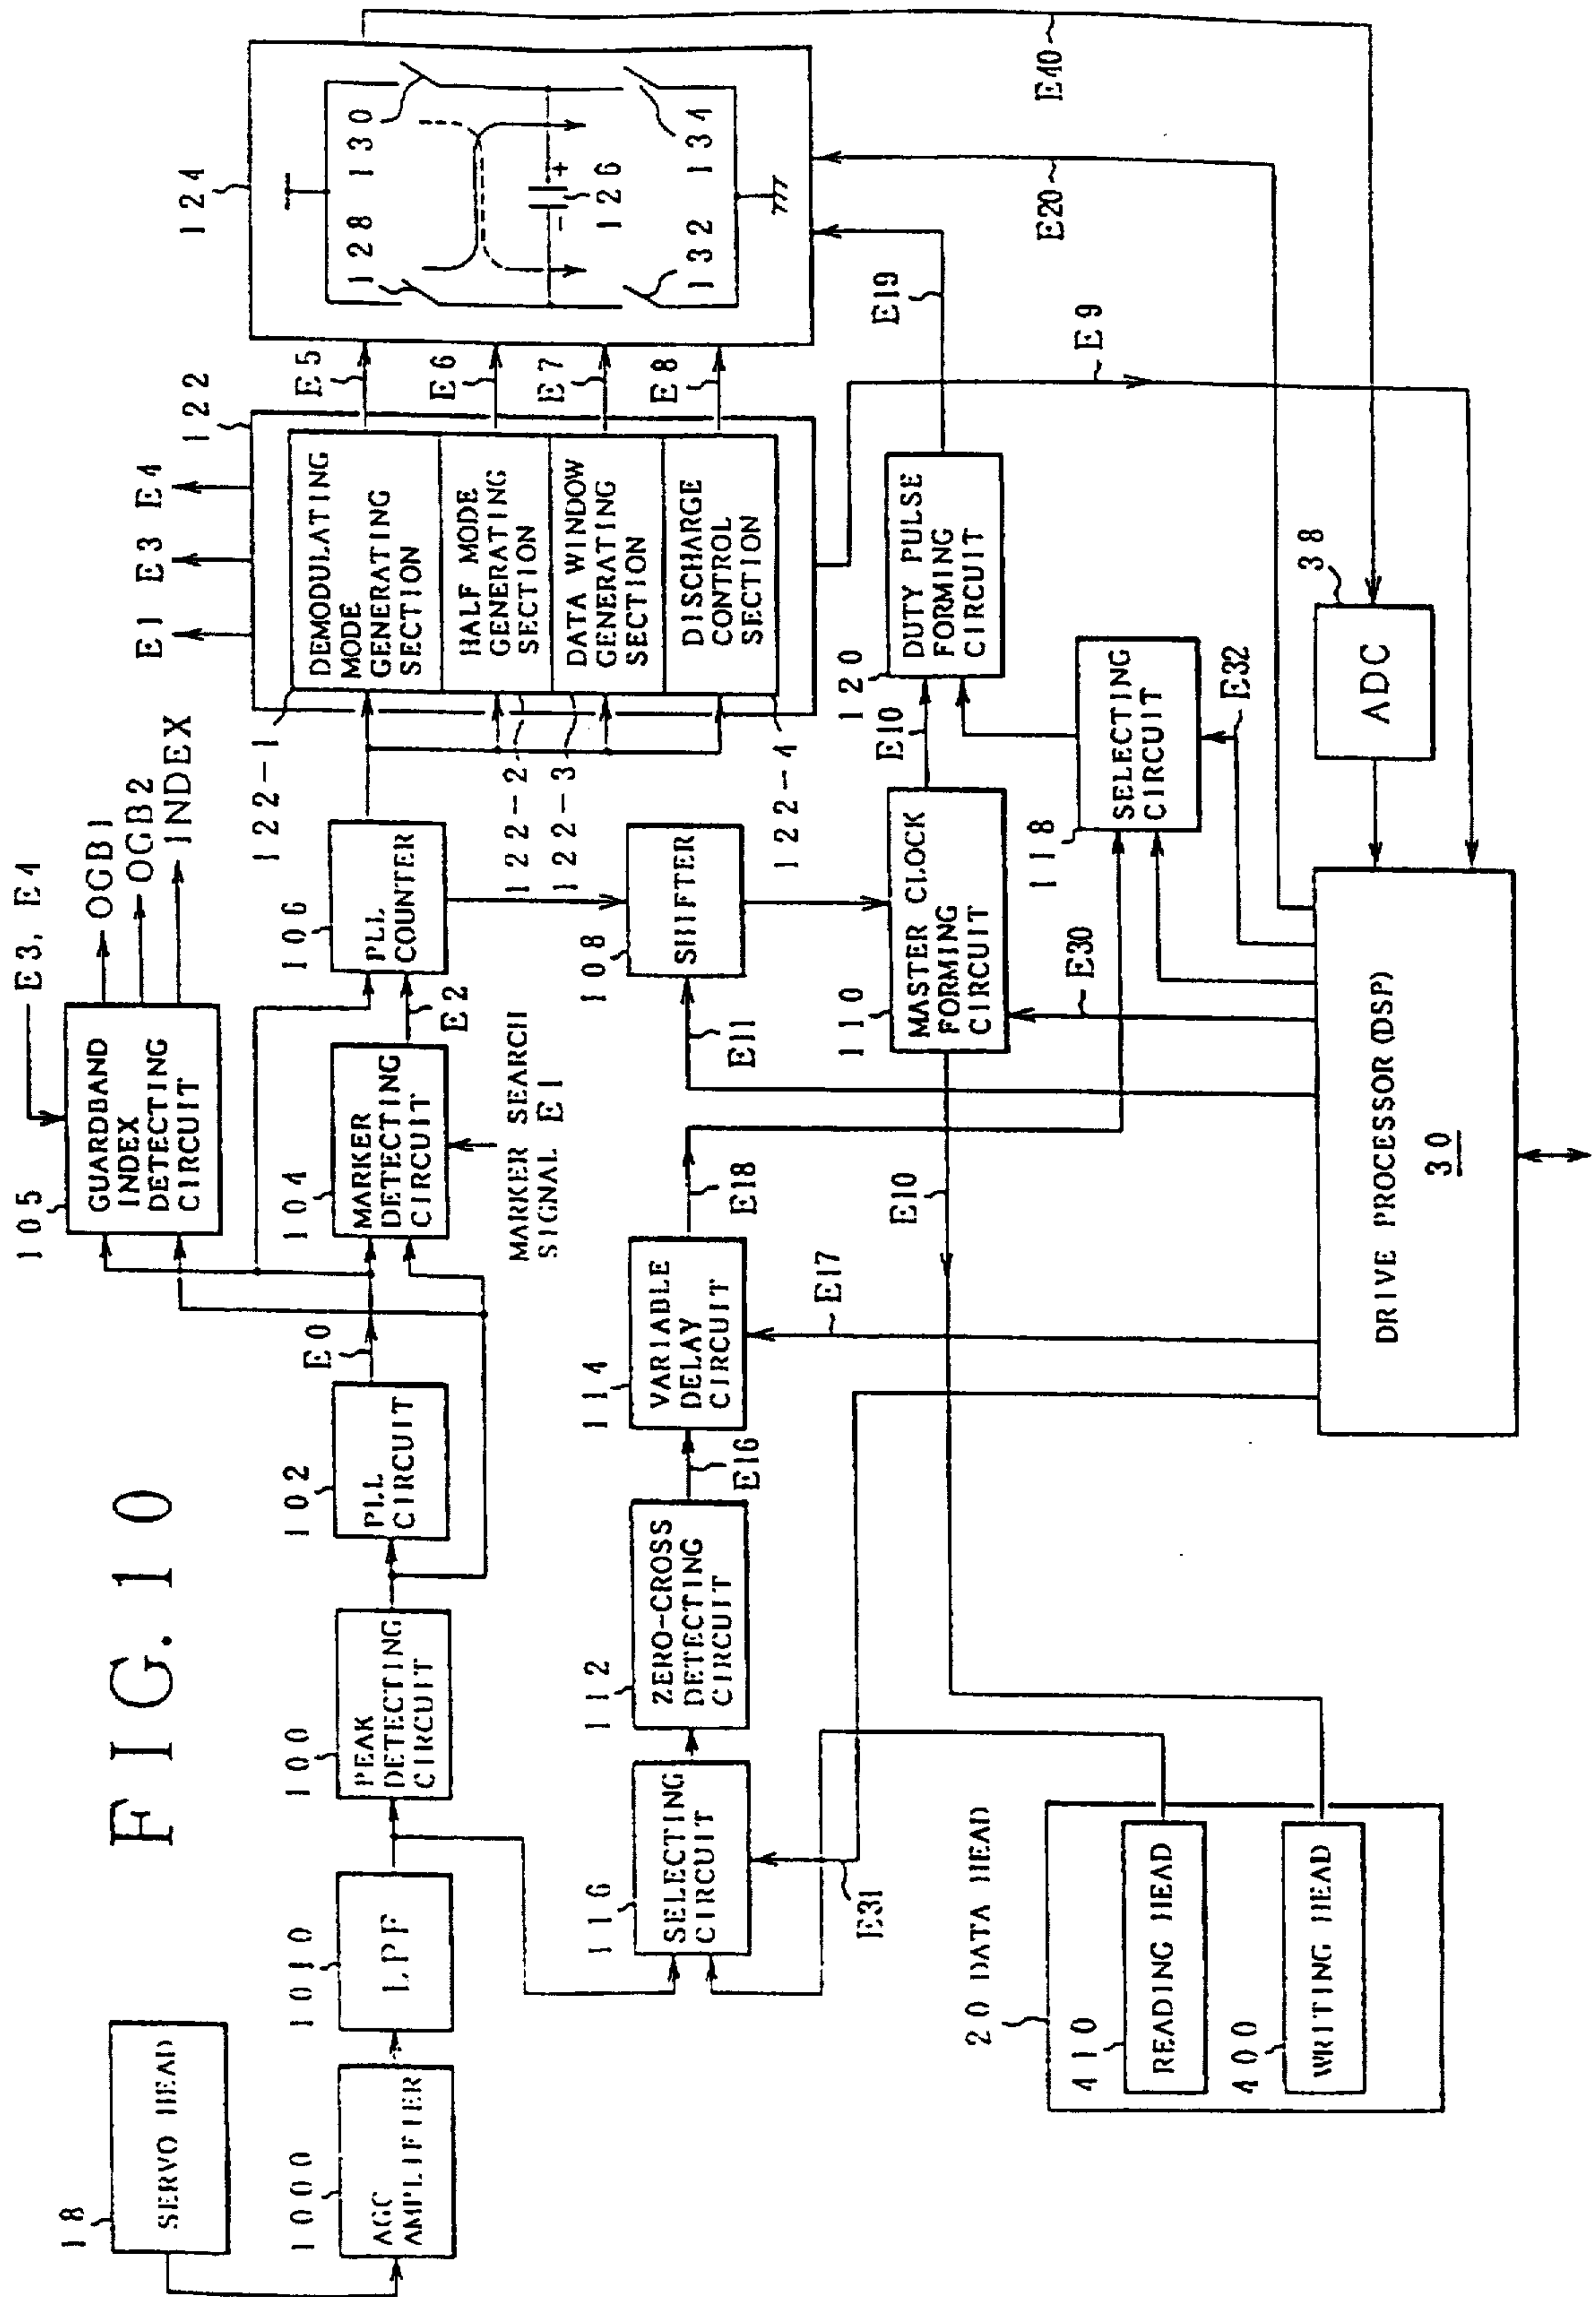 FIG. 10
18
SERVO HEAD
1000
AGC
AMPLIFIER
1010
LPF
100
PEAK
DETECTING
CIRCUIT
102
PLL
CIRCUIT
E0
105
GUARDBAND
INDEX
DETECTING
CIRCUIT
E3, E4
OGB1
OGB2
INDEX
104
MARKER
DETECTING
CIRCUIT
MARKER SEARCH
SIGNAL E1
E2
106
PLL
COUNTER
E1 E3 E4
122
122-1
DEMODULATING
MODE
GENERATING
SECTION
HALF MODE
GENERATING
SECTION
DATA WINDOW
GENERATING
SECTION
DISCHARGE
CONTROL
SECTION
122-2
122-3
122-4
E5
E6
E7
E8
124
128
130
- +
126
132
134
116
SELECTING
CIRCUIT
E31
112
ZERO-CROSS
DETECTING
CIRCUIT
E16
114
VARIABLE
DELAY
CIRCUIT
E18
E17
108
SHIFTER
E11
110
MASTER CLOCK
FORMING
CIRCUIT
E10
E10
E30
120
DUTY PULSE
FORMING
CIRCUIT
E19
118
SELECTING
CIRCUIT
E32
E9
E20
E40
38
ADC
DRIVE PROCESSOR (DSP)
30
20 DATA HEAD
410
READING HEAD
400
WRITING HEAD